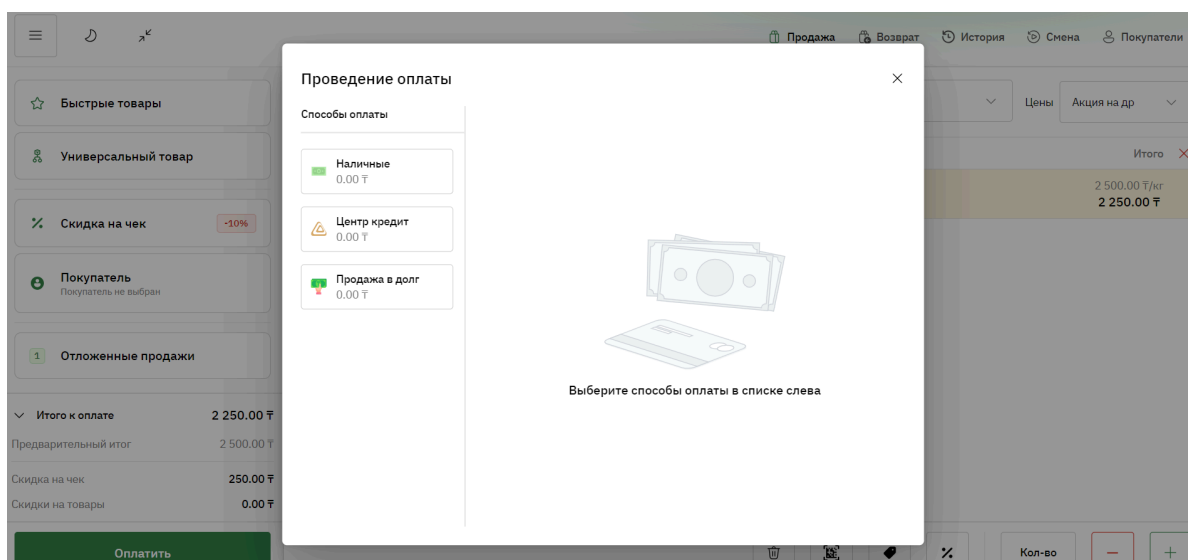 Продажа
Возврат
История
Смена
Покупатели
Быстрые товары
Универсальный товар
Скидка на чек
-10%
Покупатель
Покупатель не выбран
1
Отложенные продажи
Итого к оплате
2 250.00 ₸
Предварительный итог
2 500.00 ₸
Скидка на чек
250.00 ₸
Скидки на товары
0.00 ₸
Оплатить
Проведение оплаты
Способы оплаты
Наличные
0.00 ₸
Центр кредит
0.00 ₸
Продажа в долг
0.00 ₸
Выберите способы оплаты в списке слева
Цены
Акция на др
Итого
2 500.00 ₸/кг
2 250.00 ₸
Кол-во